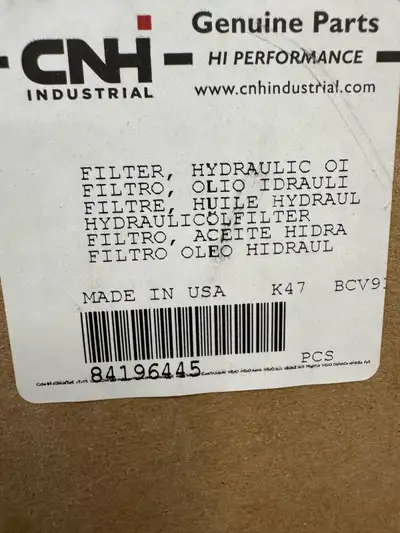 CNH
INDUSTRIAL
Genuine Parts
HI PERFORMANCE
www.cnhindustrial.com
FILTER, HYDRAULIC OI
FILTRO, OLIO IDRAULI
FILTRE, HUILE HYDRAUL
HYDRAULICÖLFILTER
FILTRO, ACEITE HIDRA
FILTRO OLEO HIDRAUL
MADE IN USA K47 BCV9
84196445 PCS